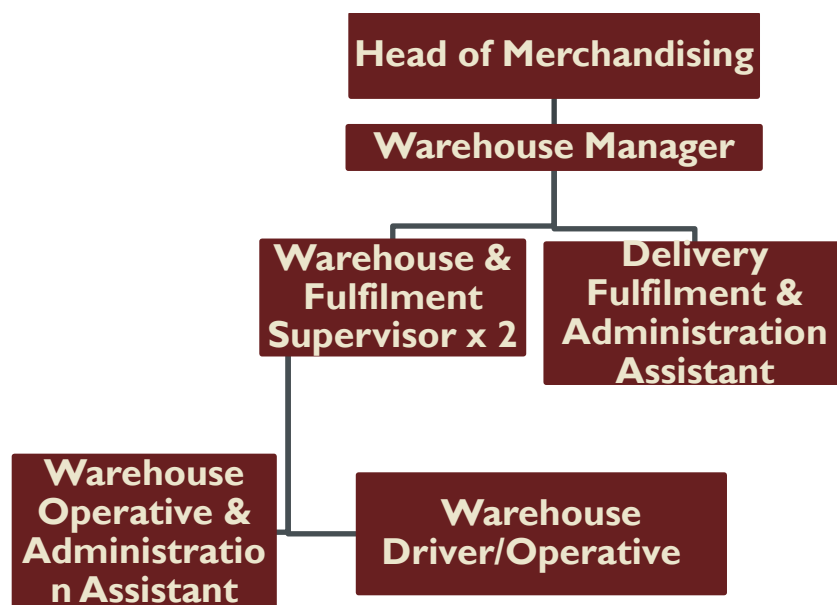 Head of Merchandising
Warehouse Manager
Warehouse &
Fulfilment
Supervisor x 2
Delivery
Fulfilment &
Administration
Assistant
Warehouse
Operative &
Administratio
n Assistant
Warehouse
Driver/Operative